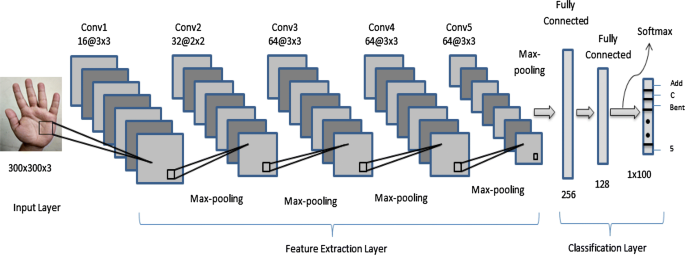 Conv1
16@3x3
Conv2
32@2x2
Conv3
64@3x3
Conv4
64@3x3
Conv5
64@3x3
Max-
pooling
Fully
Connected
Fully
Connected
Softmax
Add
C
Bent
5
300x300x3
Input Layer
Max-pooling
Max-pooling
Max-pooling
Max-pooling
256
128
1x100
Feature Extraction Layer
Classification Layer